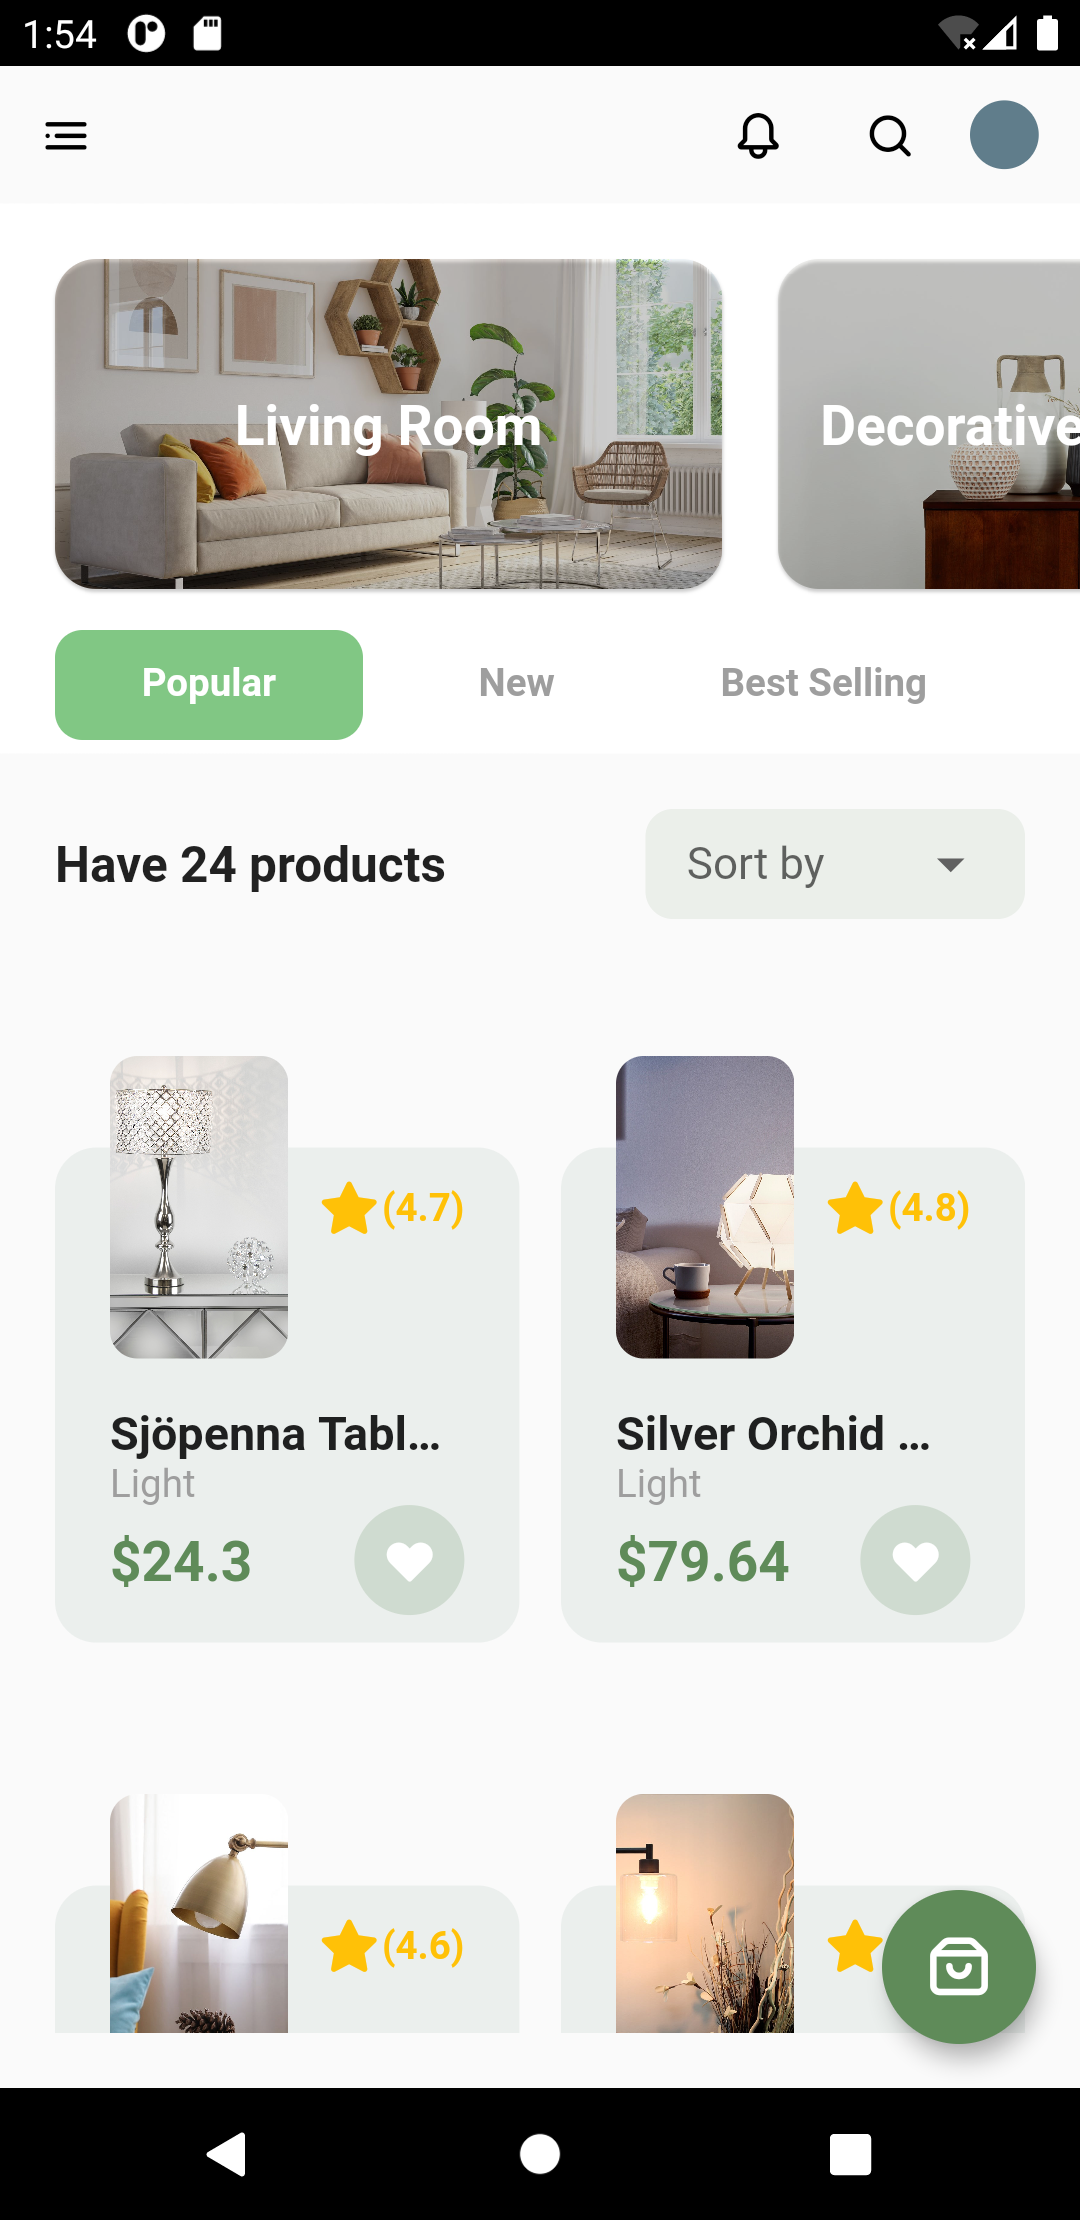 1:54
Living Room
Decorative
Popular
New
Best Selling
Have 24 products
Sort by
(4.7)
(4.8)
Sjöpenna Tabl...
Silver Orchid ...
Light
Light
$24.3
$79.64
(4.6)